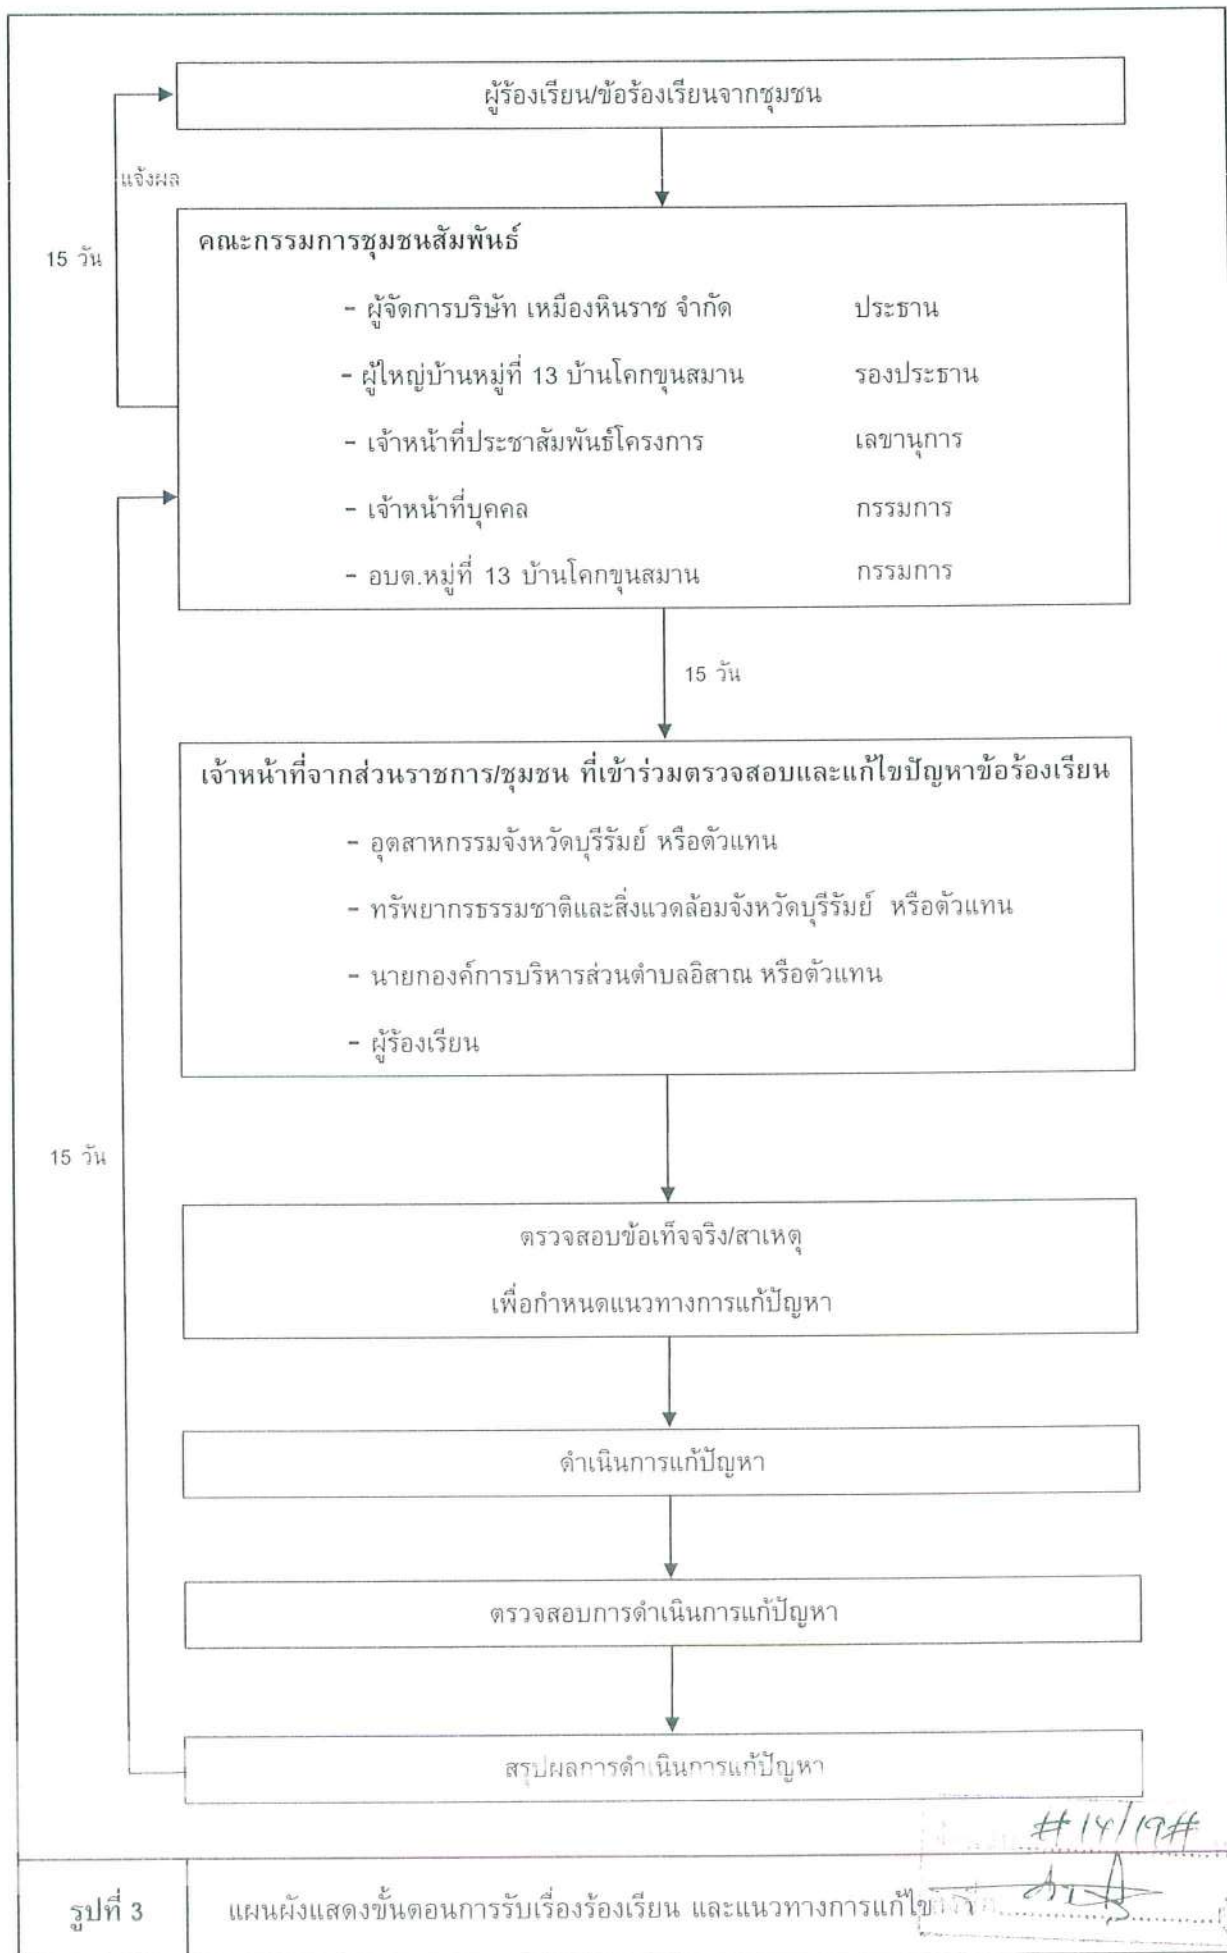 ผู้ร้องเรียน/ข้อร้องเรียนจากชุมชน
แจ้งผล
15 วัน
คณะกรรมการชุมชนสัมพันธ์
- ผู้จัดการบริษัท เหมืองหินราช จำกัด ประธาน
- ผู้ใหญ่บ้านหมู่ที่ 13 บ้านโคกขุนสมาน รองประธาน
- เจ้าหน้าที่ประชาสัมพันธ์โครงการ เลขานุการ
- เจ้าหน้าที่บุคคล กรรมการ
- อบต.หมู่ที่ 13 บ้านโคกขุนสมาน กรรมการ
15 วัน
เจ้าหน้าที่จากส่วนราชการ/ชุมชน ที่เข้าร่วมตรวจสอบและแก้ไขปัญหาข้อร้องเรียน
- อุตสาหกรรมจังหวัดบุรีรัมย์ หรือตัวแทน
- ทรัพยากรธรรมชาติและสิ่งแวดล้อมจังหวัดบุรีรัมย์ หรือตัวแทน
- นายกองค์การบริหารส่วนตำบลอิสาณ หรือตัวแทน
- ผู้ร้องเรียน
15 วัน
ตรวจสอบข้อเท็จจริง/สาเหตุ
เพื่อกำหนดแนวทางการแก้ปัญหา
ดำเนินการแก้ปัญหา
ตรวจสอบการดำเนินการแก้ปัญหา
สรุปผลการดำเนินการแก้ปัญหา
# 14/19#
รูปที่ 3 แผนผังแสดงขั้นตอนการรับเรื่องร้องเรียน และแนวทางการแก้ไข